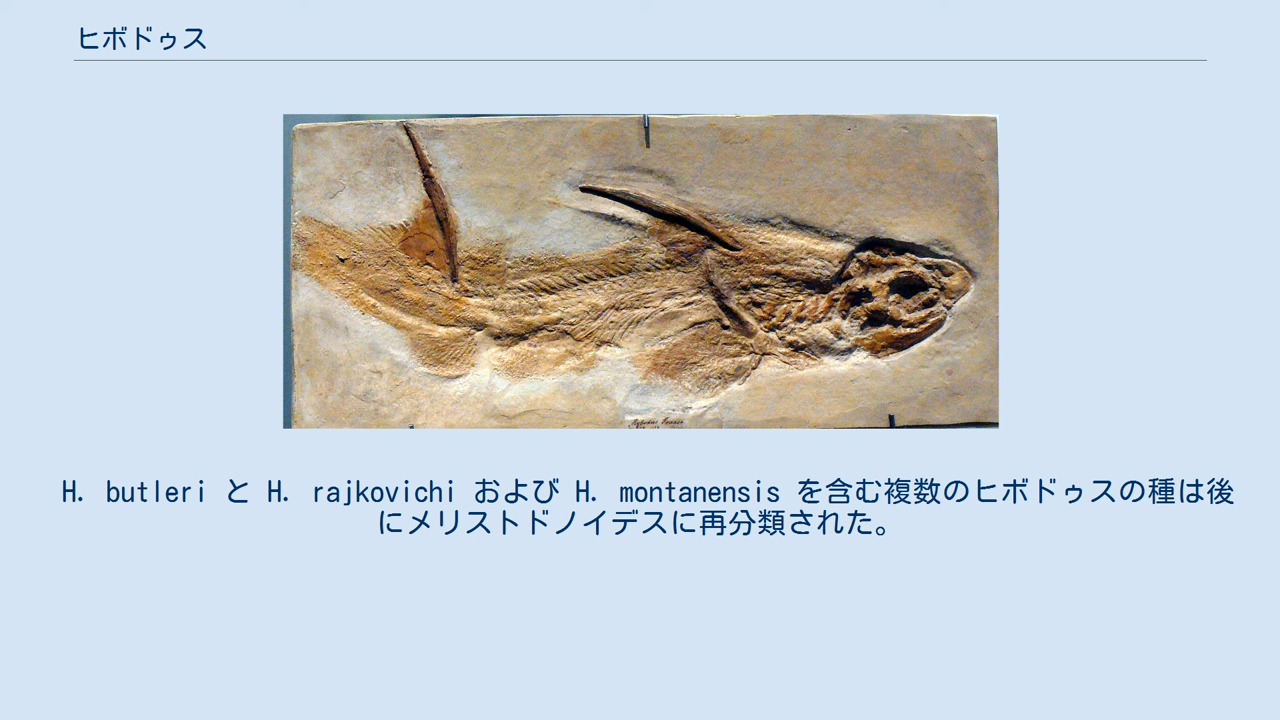 ヒボドゥス
H. butleri と H. rajkovichi および H. montanensis を含む複数のヒボドゥスの種は後
にメリストドノイデスに再分類された。